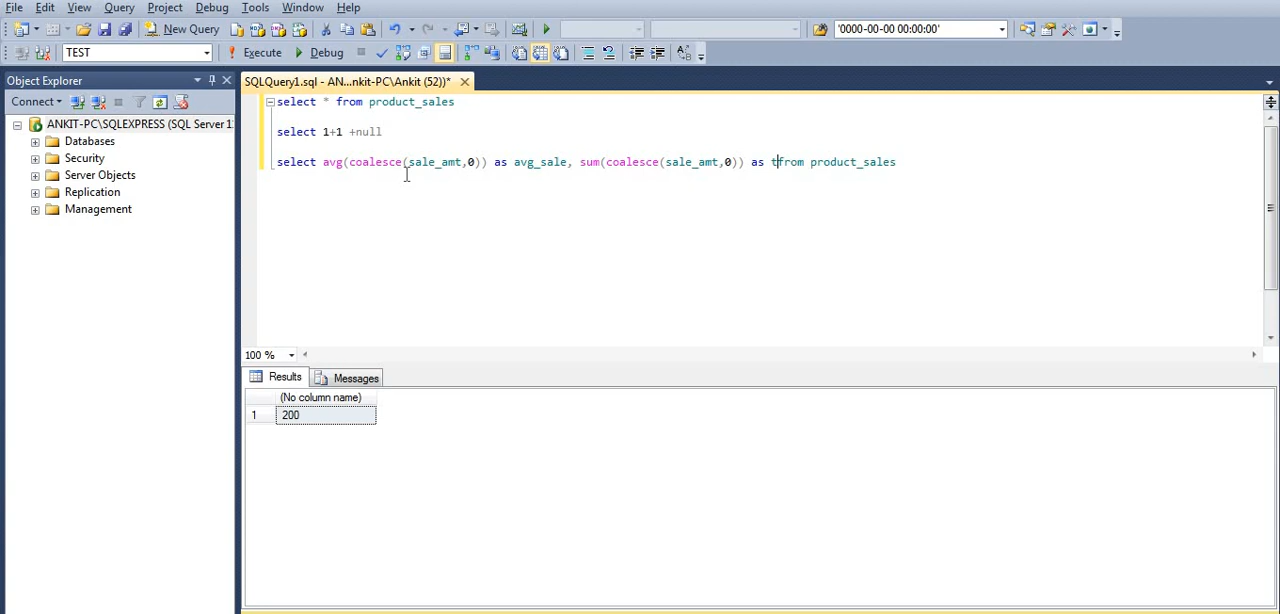 File Edit View Query Project Debug Tools Window Help
New Query '0000-00-00 00:00:00'
TEST Execute Debug
Object Explorer
SQLQuery1.sql - AN...nkit-PC\Ankit (52))*
Connect
ANKIT-PC\SQLEXPRESS (SQL Server 1
Databases
Security
Server Objects
Replication
Management
select * from product_sales
select 1+1 +null
select avg(coalesce(sale_amt,0)) as avg_sale, sum(coalesce(sale_amt,0)) as tfrom product_sales
100 %
Results Messages
(No column name)
1 200